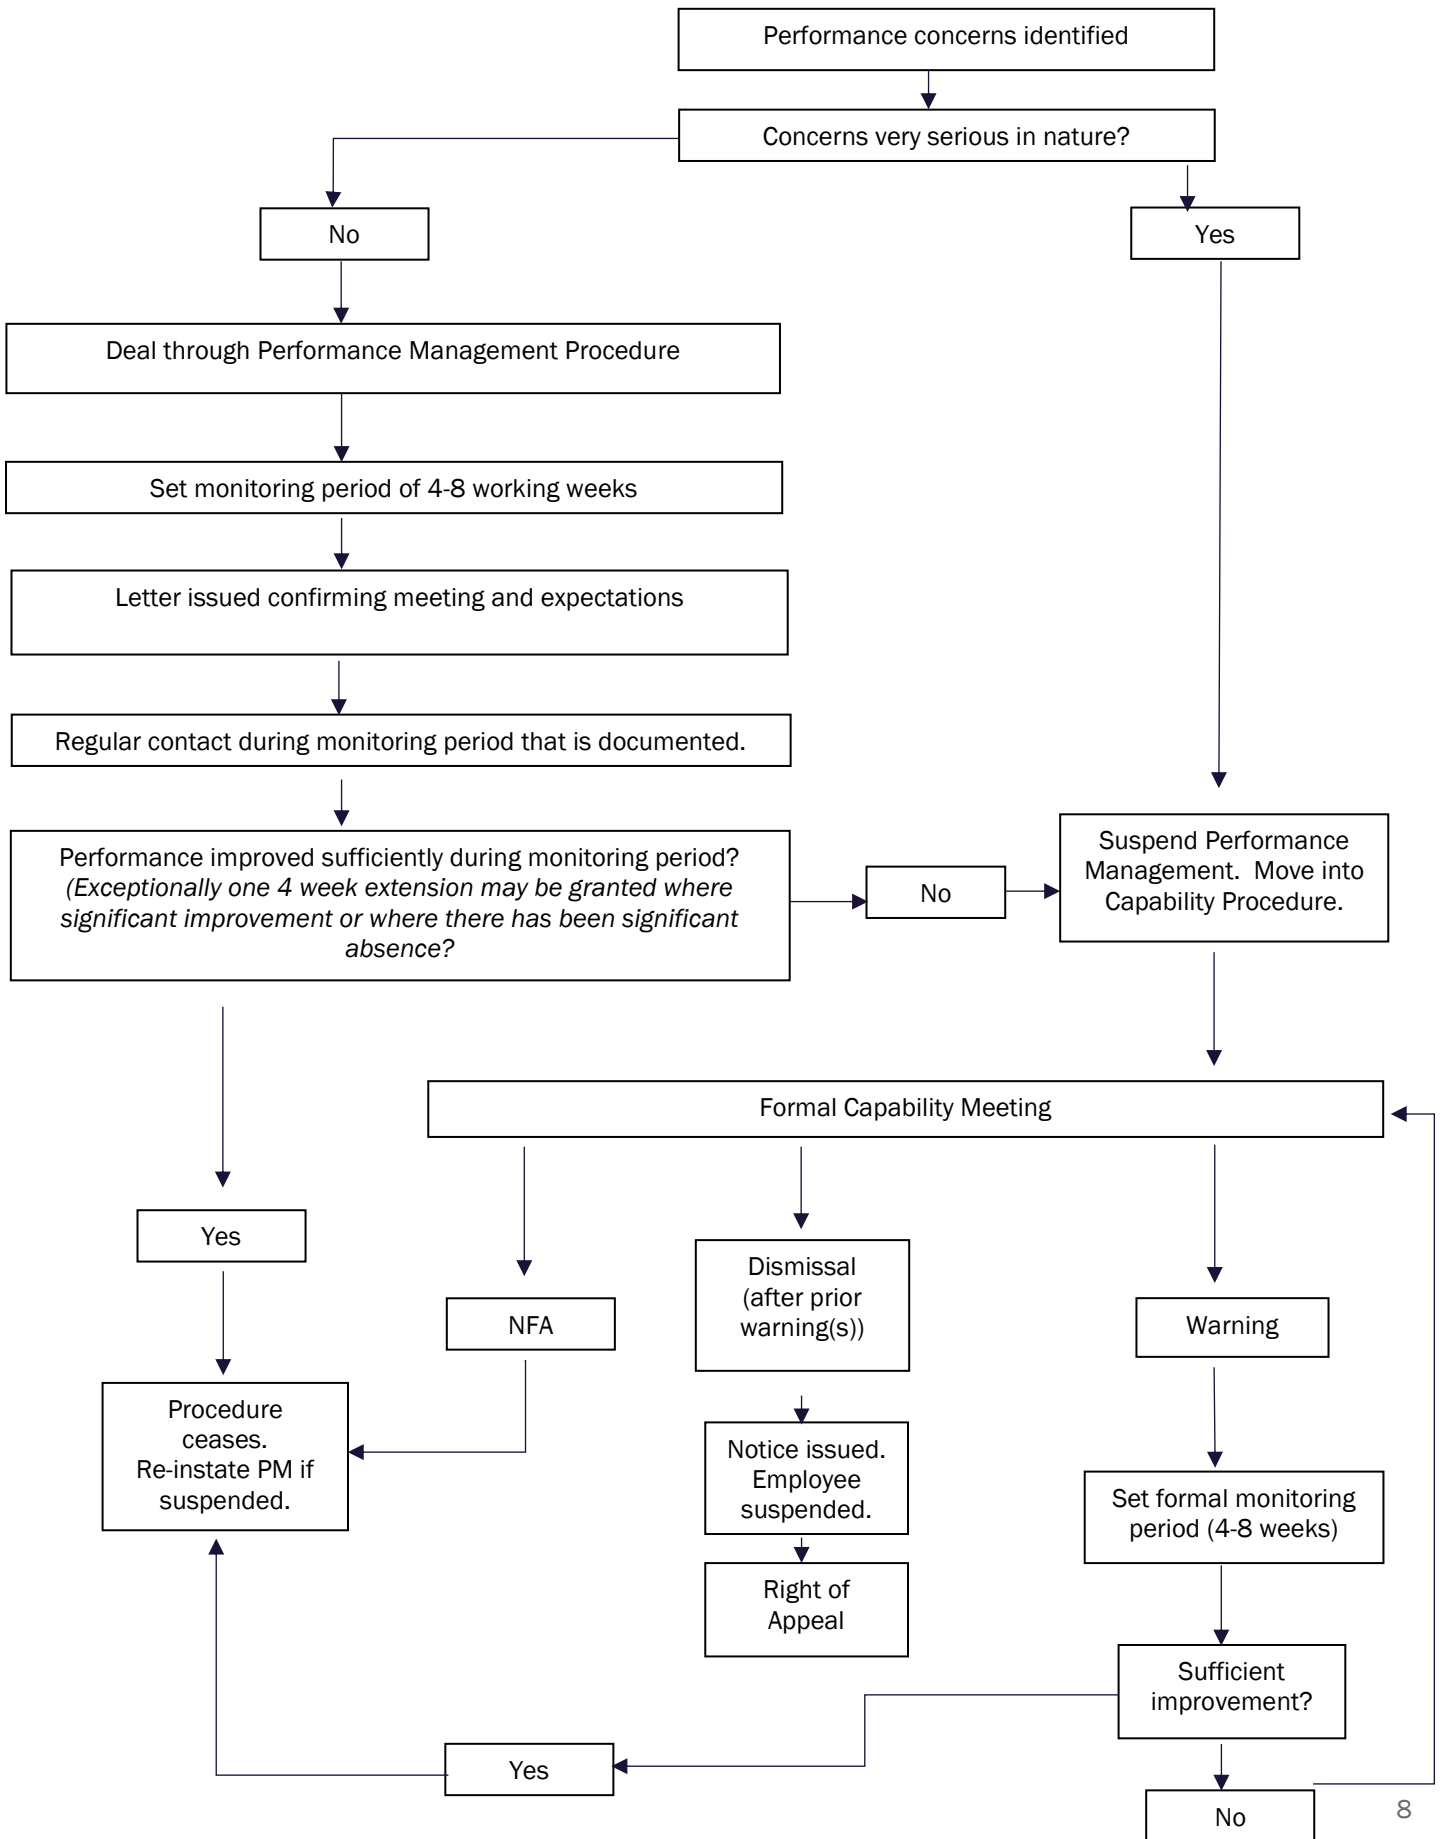 Performance concerns identified
Concerns very serious in nature?
No
Yes
Deal through Performance Management Procedure
Set monitoring period of 4-8 working weeks
Letter issued confirming meeting and expectations
Regular contact during monitoring period that is documented.
Performance improved sufficiently during monitoring period?
(Exceptionally one 4 week extension may be granted where
significant improvement or where there has been significant
absence?
No
Suspend Performance
Management.  Move into
Capability Procedure.
Formal Capability Meeting
Yes
NFA
Dismissal
(after prior
warning(s))
Warning
Procedure
ceases.
Re-instate PM if
suspended.
Notice issued.
Employee
suspended.
Set formal monitoring
period (4-8 weeks)
Right of
Appeal
Sufficient
improvement?
Yes
No
8